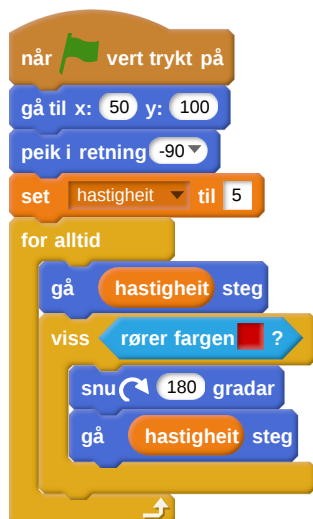 når vert trykt på
gå til x: 50 y: 100
peik i retning -90
set hastigheit til 5
for alltid
gå hastigheit steg
viss rører fargen ?
snu 180 gradar
gå hastigheit steg